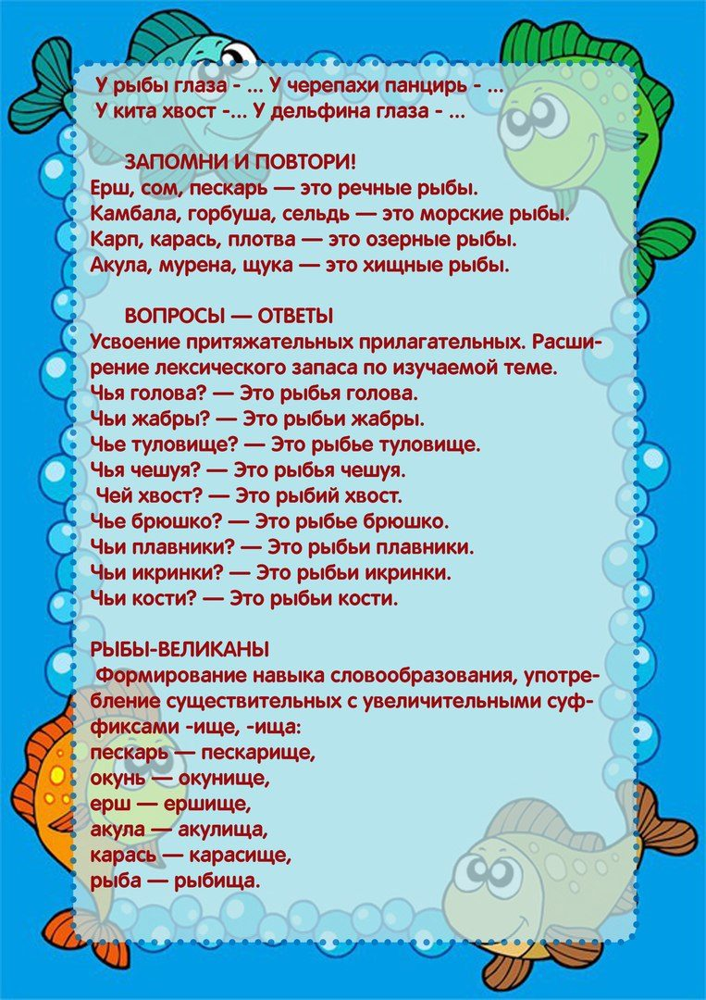 У рыбы глаза - ... У черепахи панцирь - ...
У кита хвост -... У дельфина глаза - ...
ЗАПОМНИ И ПОВТОРИ!
Ерш, сом, пескарь — это речные рыбы.
Камбала, горбуша, сельдь — это морские рыбы.
Карп, карась, плотва — это озерные рыбы.
Акула, мурена, щука — это хищные рыбы.
ВОПРОСЫ — ОТВЕТЫ
Усвоение притяжательных прилагательных. Расши-
рение лексического запаса по изучаемой теме.
Чья голова? — Это рыбья голова.
Чьи жабры? — Это рыбьи жабры.
Чье туловище? — Это рыбье туловище.
Чья чешуя? — Это рыбья чешуя.
Чей хвост? — Это рыбий хвост.
Чье брюшко? — Это рыбье брюшко.
Чьи плавники? — Это рыбьи плавники.
Чьи икринки? — Это рыбьи икринки.
Чьи кости? — Это рыбьи кости.
РЫБЫ-ВЕЛИКАНЫ
Формирование навыка словообразования, употре-
бление существительных с увеличительными суф-
фиксами -ище, -ища:
пескарь — пескарище,
окунь — окунище,
ерш — ершище,
акула — акулища,
карась — карасище,
рыба — рыбища.